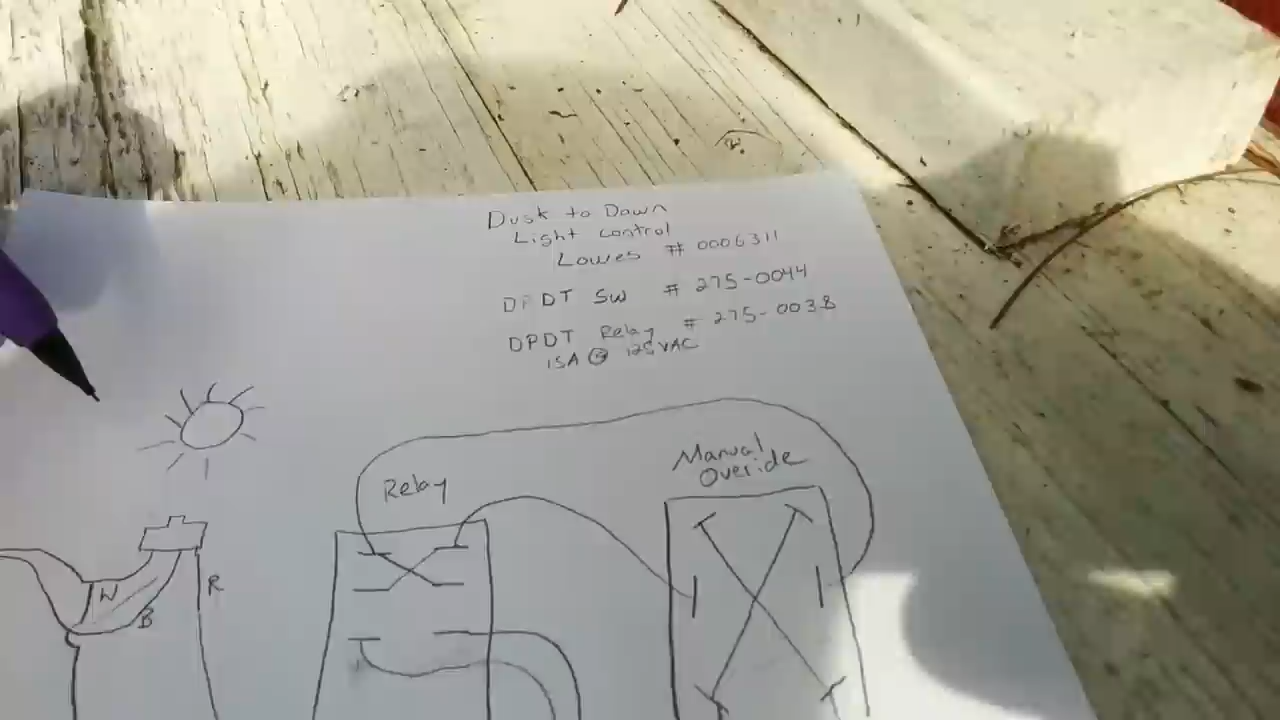 Dusk to Dawn
Light control
Lowes # 0006311
DPDT SW # 275-0044
DPDT Relay # 275-0038
15A @ 125VAC
Manual
Overide
Relay
W
R
B